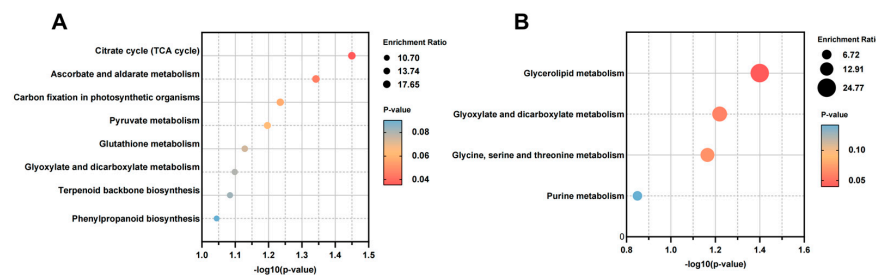 A
Citrate cycle (TCA cycle)
Ascorbate and aldarate metabolism
Carbon fixation in photosynthetic organisms
Pyruvate metabolism
Glutathione metabolism
Glyoxylate and dicarboxylate metabolism
Terpenoid backbone biosynthesis
Phenylpropanoid biosynthesis
1.0 1.1 1.2 1.3 1.4 1.5
-log10(p-value)
Enrichment Ratio
10.70
13.74
17.65
P-value
0.08
0.06
0.04
B
Glycerolipid metabolism
Glyoxylate and dicarboxylate metabolism
Glycine, serine and threonine metabolism
Purine metabolism
0
0.8 1.0 1.2 1.4 1.6
-log10(p-value)
Enrichment Ratio
6.72
12.91
24.77
P-value
0.10
0.05